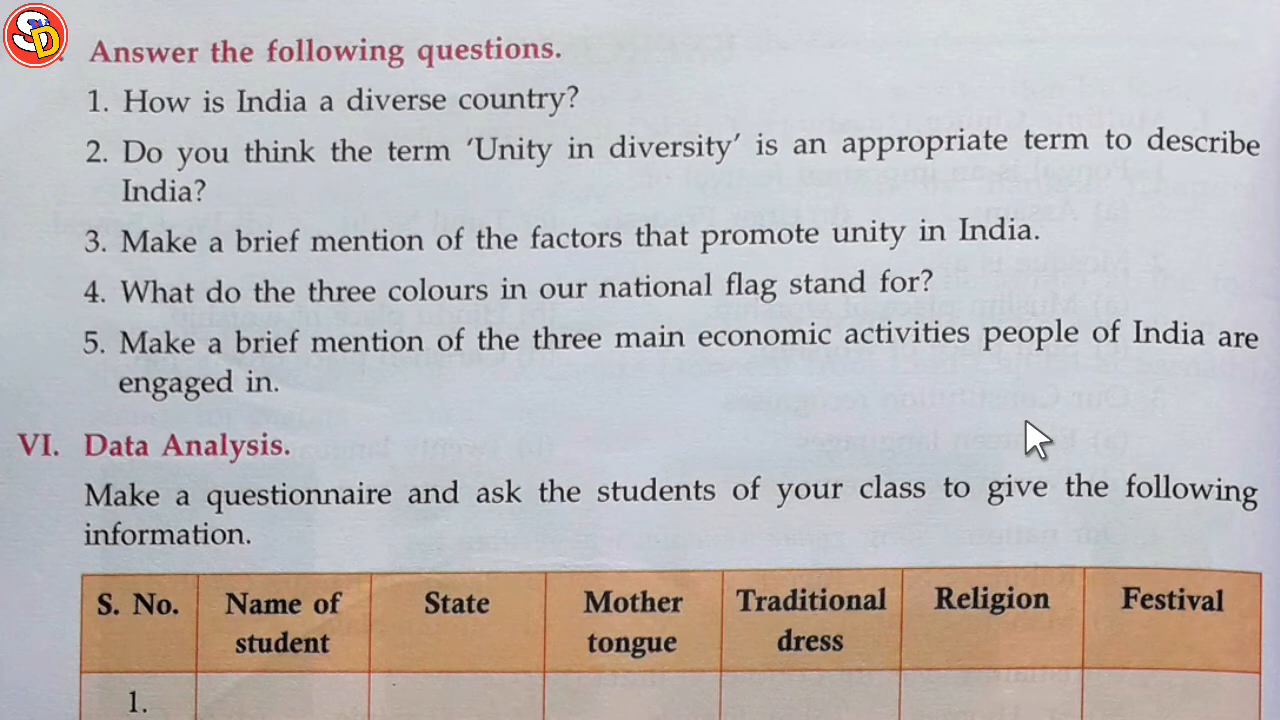 SD
Answer the following questions.
1. How is India a diverse country?
2. Do you think the term ‘Unity in diversity’ is an appropriate term to describe
India?
3. Make a brief mention of the factors that promote unity in India.
4. What do the three colours in our national flag stand for?
5. Make a brief mention of the three main economic activities people of India are
engaged in.
VI. Data Analysis.
Make a questionnaire and ask the students of your class to give the following
information.
S. No. Name of State Mother Traditional Religion Festival
student tongue dress
1.